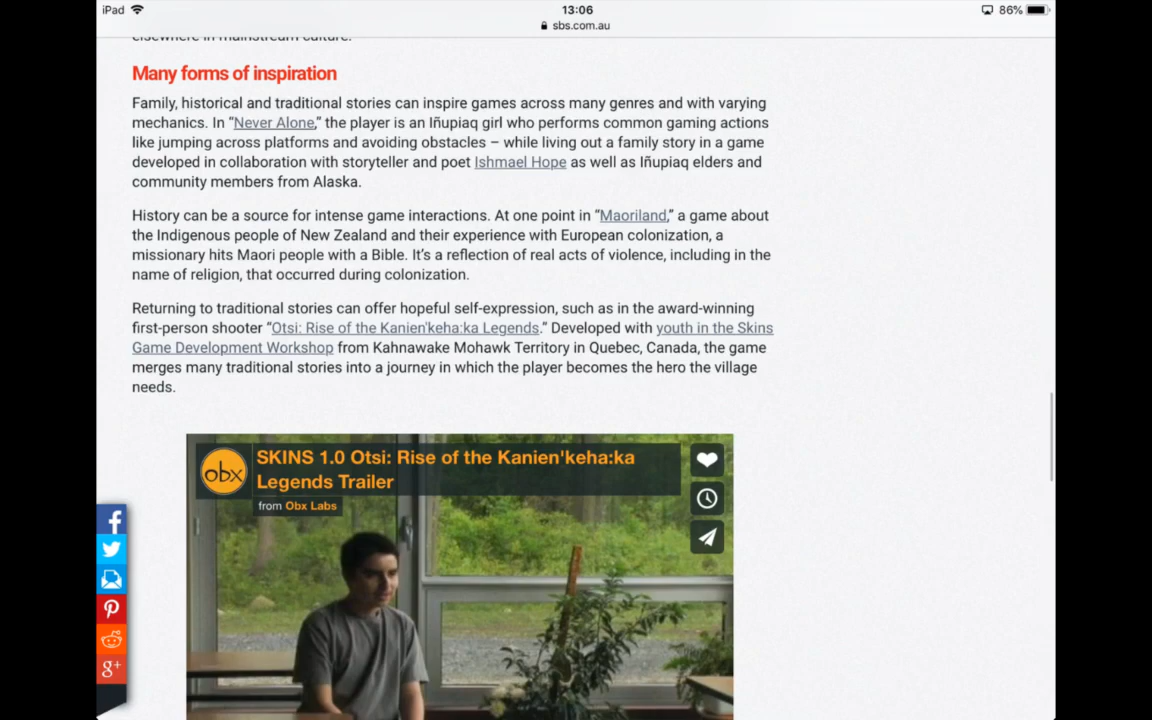 iPad
13:06
86%
sbs.com.au
elsewhere in mainstream culture.
Many forms of inspiration
Family, historical and traditional stories can inspire games across many genres and with varying
mechanics. In “Never Alone,” the player is an Iñupiaq girl who performs common gaming actions
like jumping across platforms and avoiding obstacles – while living out a family story in a game
developed in collaboration with storyteller and poet Ishmael Hope as well as Iñupiaq elders and
community members from Alaska.
History can be a source for intense game interactions. At one point in “Maoriland,” a game about
the Indigenous people of New Zealand and their experience with European colonization, a
missionary hits Maori people with a Bible. It’s a reflection of real acts of violence, including in the
name of religion, that occurred during colonization.
Returning to traditional stories can offer hopeful self-expression, such as in the award-winning
first-person shooter “Otsi: Rise of the Kanien'keha:ka Legends.” Developed with youth in the Skins
Game Development Workshop from Kahnawake Mohawk Territory in Quebec, Canada, the game
merges many traditional stories into a journey in which the player becomes the hero the village
needs.
obx
SKINS 1.0 Otsi: Rise of the Kanien'keha:ka
Legends Trailer
from Obx Labs
g+